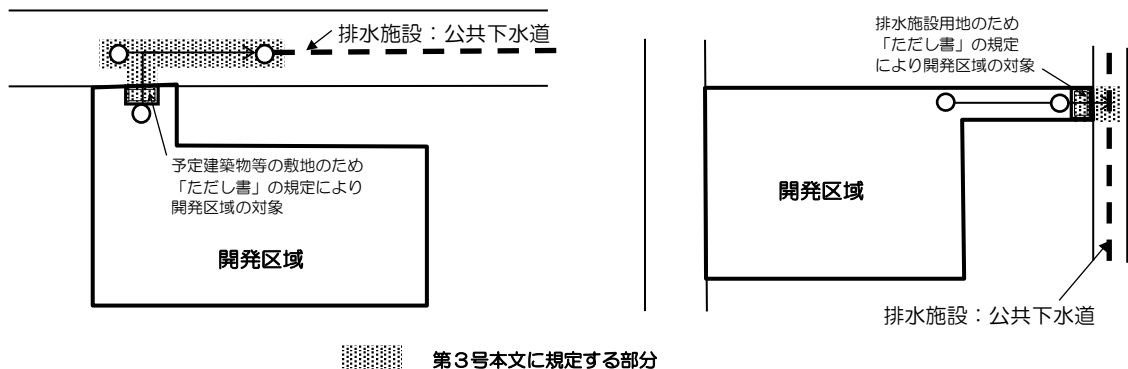 排水施設：公共下水道
予定建築物等の敷地のため
「ただし書」の規定により
開発区域の対象
開発区域
排水施設用地のため
「ただし書」の規定
により開発区域の対象
開発区域
排水施設：公共下水道
第３号本文に規定する部分